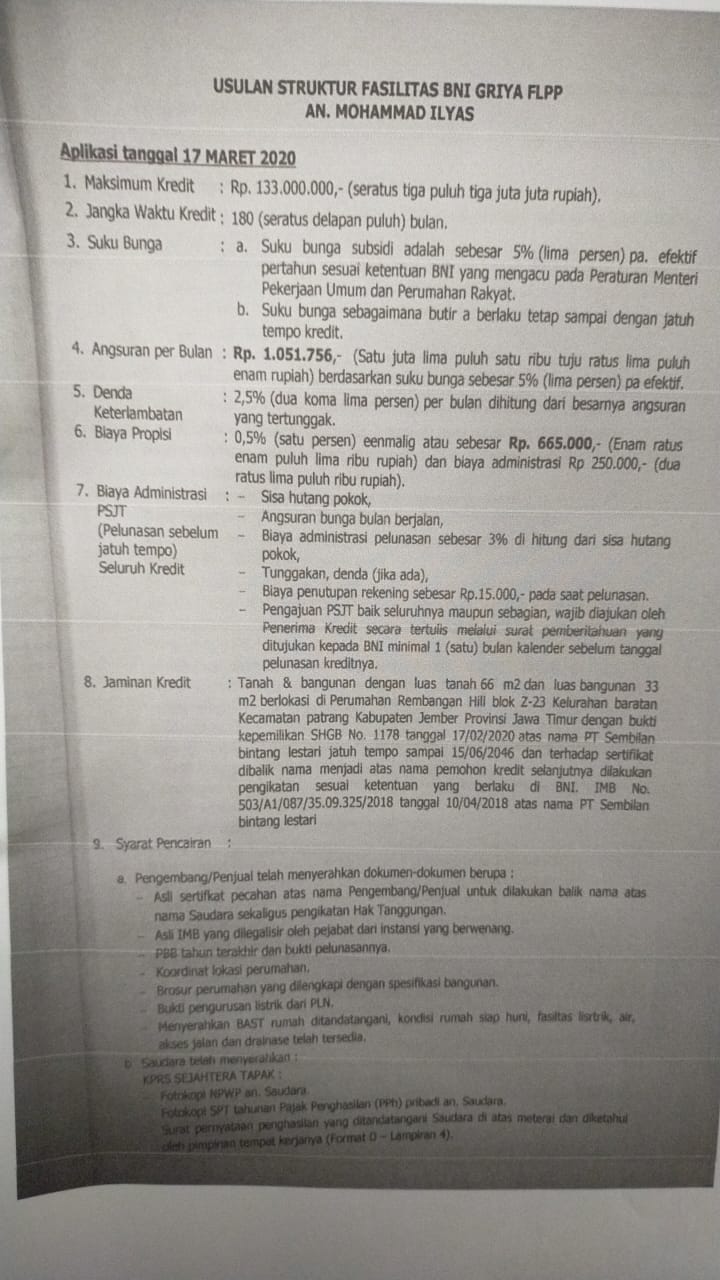 USULAN STRUKTUR FASILITAS BNI GRIYA FLPP
AN. MOHAMMAD ILYAS
Aplikasi tanggal 17 MARET 2020
1. Maksimum Kredit : Rp. 133.000.000,- (seratus tiga puluh tiga juta juta rupiah).
2. Jangka Waktu Kredit : 180 (seratus delapan puluh) bulan.
3. Suku Bunga : a. Suku bunga subsidi adalah sebesar 5% (lima persen) pa. efektif
pertahun sesuai ketentuan BNI yang mengacu pada Peraturan Menteri
Pekerjaan Umum dan Perumahan Rakyat.
b. Suku bunga sebagaimana butir a berlaku tetap sampai dengan jatuh
tempo kredit.
4. Angsuran per Bulan : Rp. 1.051.756,- (Satu juta lima puluh satu ribu tuju ratus lima puluh
enam rupiah) berdasarkan suku bunga sebesar 5% (lima persen) pa efektif.
5. Denda : 2,5% (dua koma lima persen) per bulan dihitung dari besarnya angsuran
Keterlambatan yang tertunggak.
6. Biaya Propisi : 0,5% (satu persen) eenmalig atau sebesar Rp. 665.000,- (Enam ratus
enam puluh lima ribu rupiah) dan biaya administrasi Rp 250.000,- (dua
ratus lima puluh ribu rupiah).
7. Biaya Administrasi : - Sisa hutang pokok,
PSJT - Angsuran bunga bulan berjalan,
(Pelunasan sebelum - Biaya administrasi pelunasan sebesar 3% di hitung dari sisa hutang
jatuh tempo) pokok,
Seluruh Kredit - Tunggakan, denda (jika ada),
- Biaya penutupan rekening sebesar Rp.15.000,- pada saat pelunasan.
- Pengajuan PSJT baik seluruhnya maupun sebagian, wajib diajukan oleh
Penerima Kredit secara tertulis melalui surat pemberitahuan yang
ditujukan kepada BNI minimal 1 (satu) bulan kalender sebelum tanggal
pelunasan kreditnya.
8. Jaminan Kredit : Tanah & bangunan dengan luas tanah 66 m2 dan luas bangunan 33
m2 berlokasi di Perumahan Rembangan Hill blok Z-23 Kelurahan baratan
Kecamatan patrang Kabupaten Jember Provinsi Jawa Timur dengan bukti
kepemilikan SHGB No. 1178 tanggal 17/02/2020 atas nama PT Sembilan
bintang lestari jatuh tempo sampai 15/06/2046 dan terhadap sertifikat
dibalik nama menjadi atas nama pemohon kredit selanjutnya dilakukan
pengikatan sesuai ketentuan yang berlaku di BNI. IMB No.
503/A1/087/35.09.325/2018 tanggal 10/04/2018 atas nama PT Sembilan
bintang lestari
9. Syarat Pencairan :
a. Pengembang/Penjual telah menyerahkan dokumen-dokumen berupa :
- Asli sertifkat pecahan atas nama Pengembang/Penjual untuk dilakukan balik nama atas
nama Saudara sekaligus pengikatan Hak Tanggungan.
- Asli IMB yang dilegalisir oleh pejabat dari instansi yang berwenang.
- PBB tahun terakhir dan bukti pelunasannya.
- Koordinat lokasi perumahan.
- Brosur perumahan yang dilengkapi dengan spesifikasi bangunan.
- Bukti pengurusan listrik dari PLN.
- Menyerahkan BAST rumah ditandatangani, kondisi rumah siap huni, fasiltas lisrtrik, air,
akses jalan dan drainase telah tersedia.
b Saudara telah menyerahkan :
KPRS SEJAHTERA TAPAK :
Fotokopi NPWP an. Saudara.
Fotokopi SPT tahunan Pajak Penghasilan (PPh) pribadi an. Saudara.
Surat pernyataan penghasilan yang ditandatangani Saudara di atas meterai dan diketahui
oleh pimpinan tempat kerjanya (Format D - Lampiran 4).